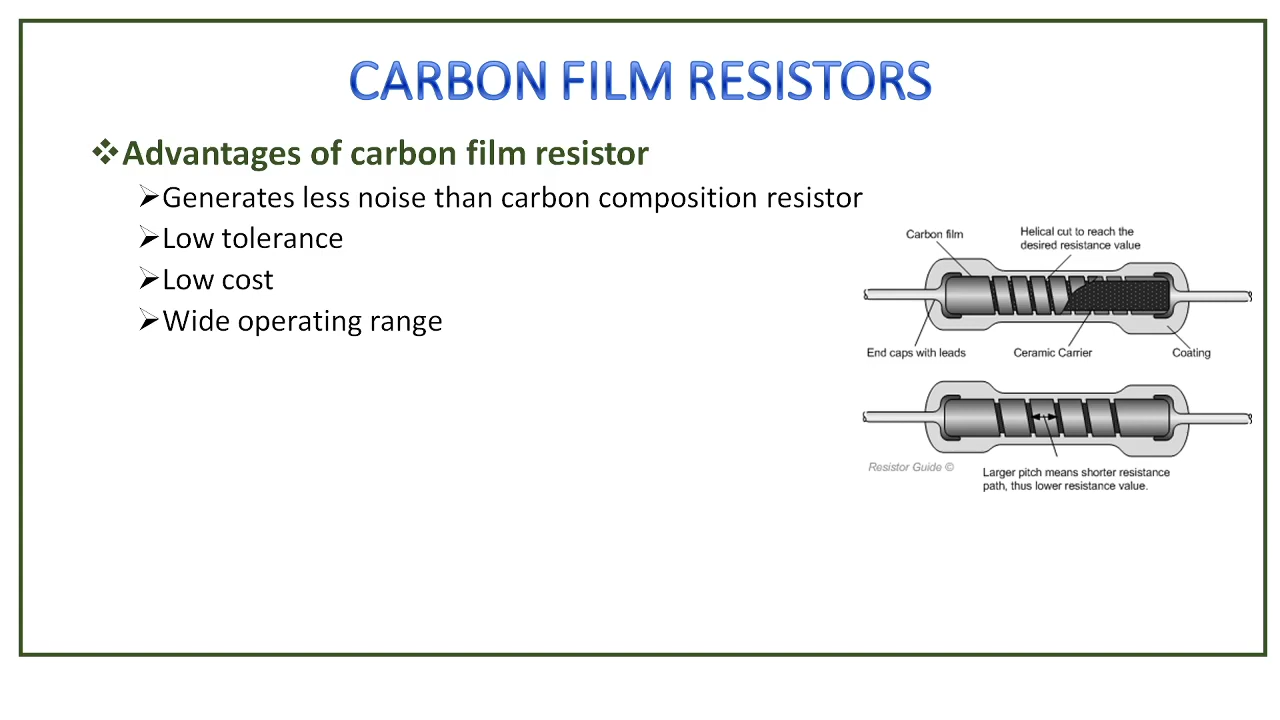 CARBON FILM RESISTORS
❖Advantages of carbon film resistor
➢Generates less noise than carbon composition resistor
➢Low tolerance
➢Low cost
➢Wide operating range
Carbon film
Helical cut to reach the
desired resistance value
End caps with leads
Ceramic Carrier
Coating
Resistor Guide ©
Larger pitch means shorter resistance
path, thus lower resistance value.